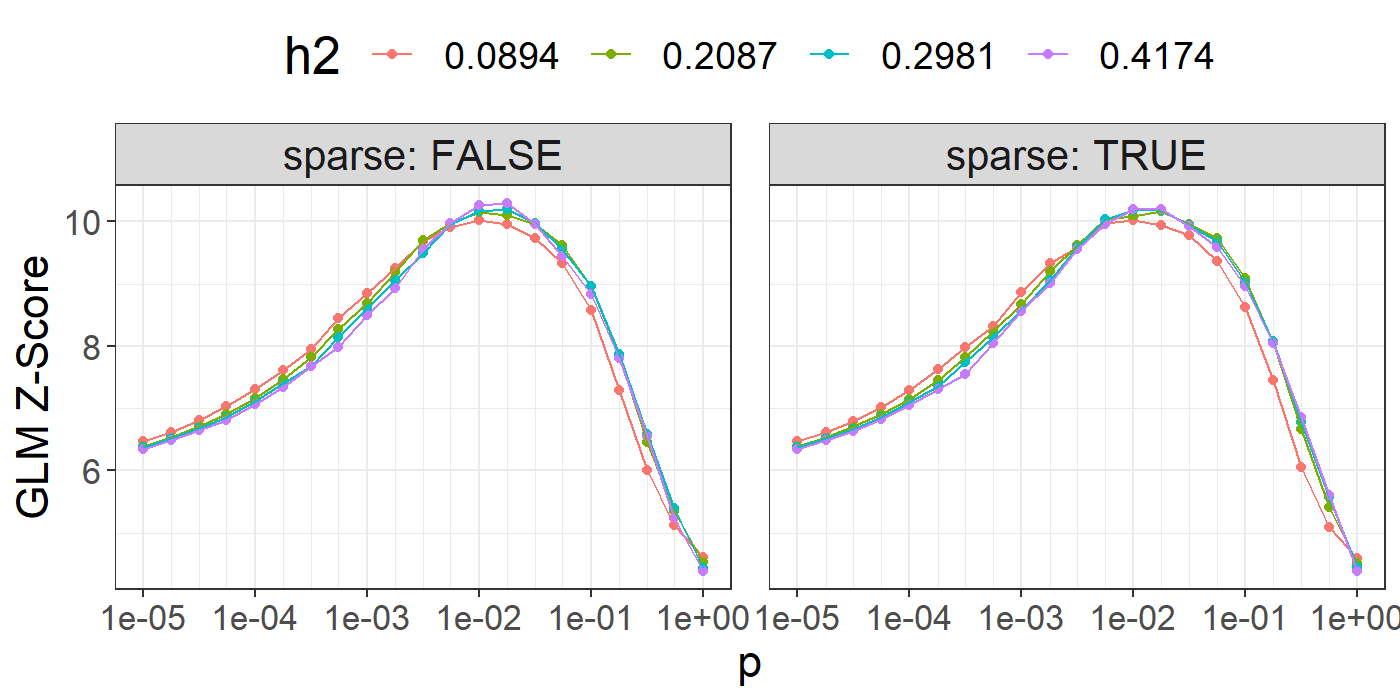 h2 0.0894 0.2087 0.2981 0.4174
sparse: FALSE sparse: TRUE
GLM Z-Score
10
8
6
1e-05 1e-04 1e-03 1e-02 1e-01 1e+00 1e-05 1e-04 1e-03 1e-02 1e-01 1e+00
p